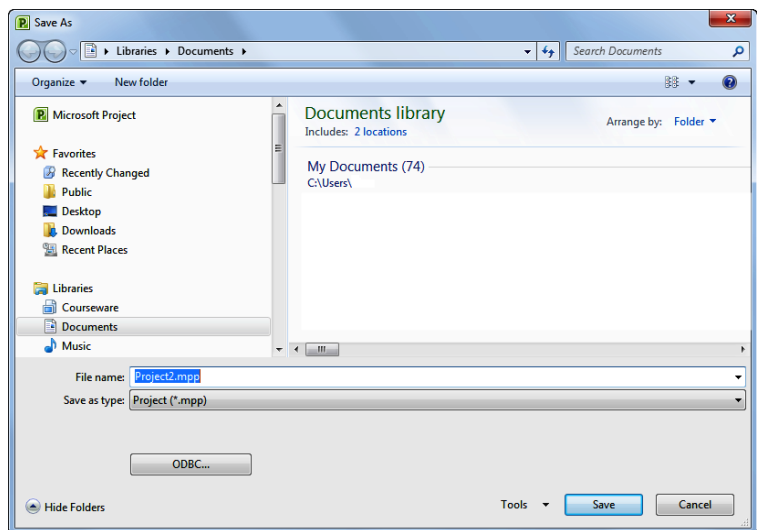 Save As
Libraries Documents
Search Documents
Organize New folder
Microsoft Project
Favorites
Recently Changed
Public
Desktop
Downloads
Recent Places
Libraries
Courseware
Documents
Music
Documents library
Includes: 2 locations
Arrange by: Folder
My Documents (74)
C:\Users\
File name: Project2.mpp
Save as type: Project (*.mpp)
ODBC...
Hide Folders
Tools Save Cancel